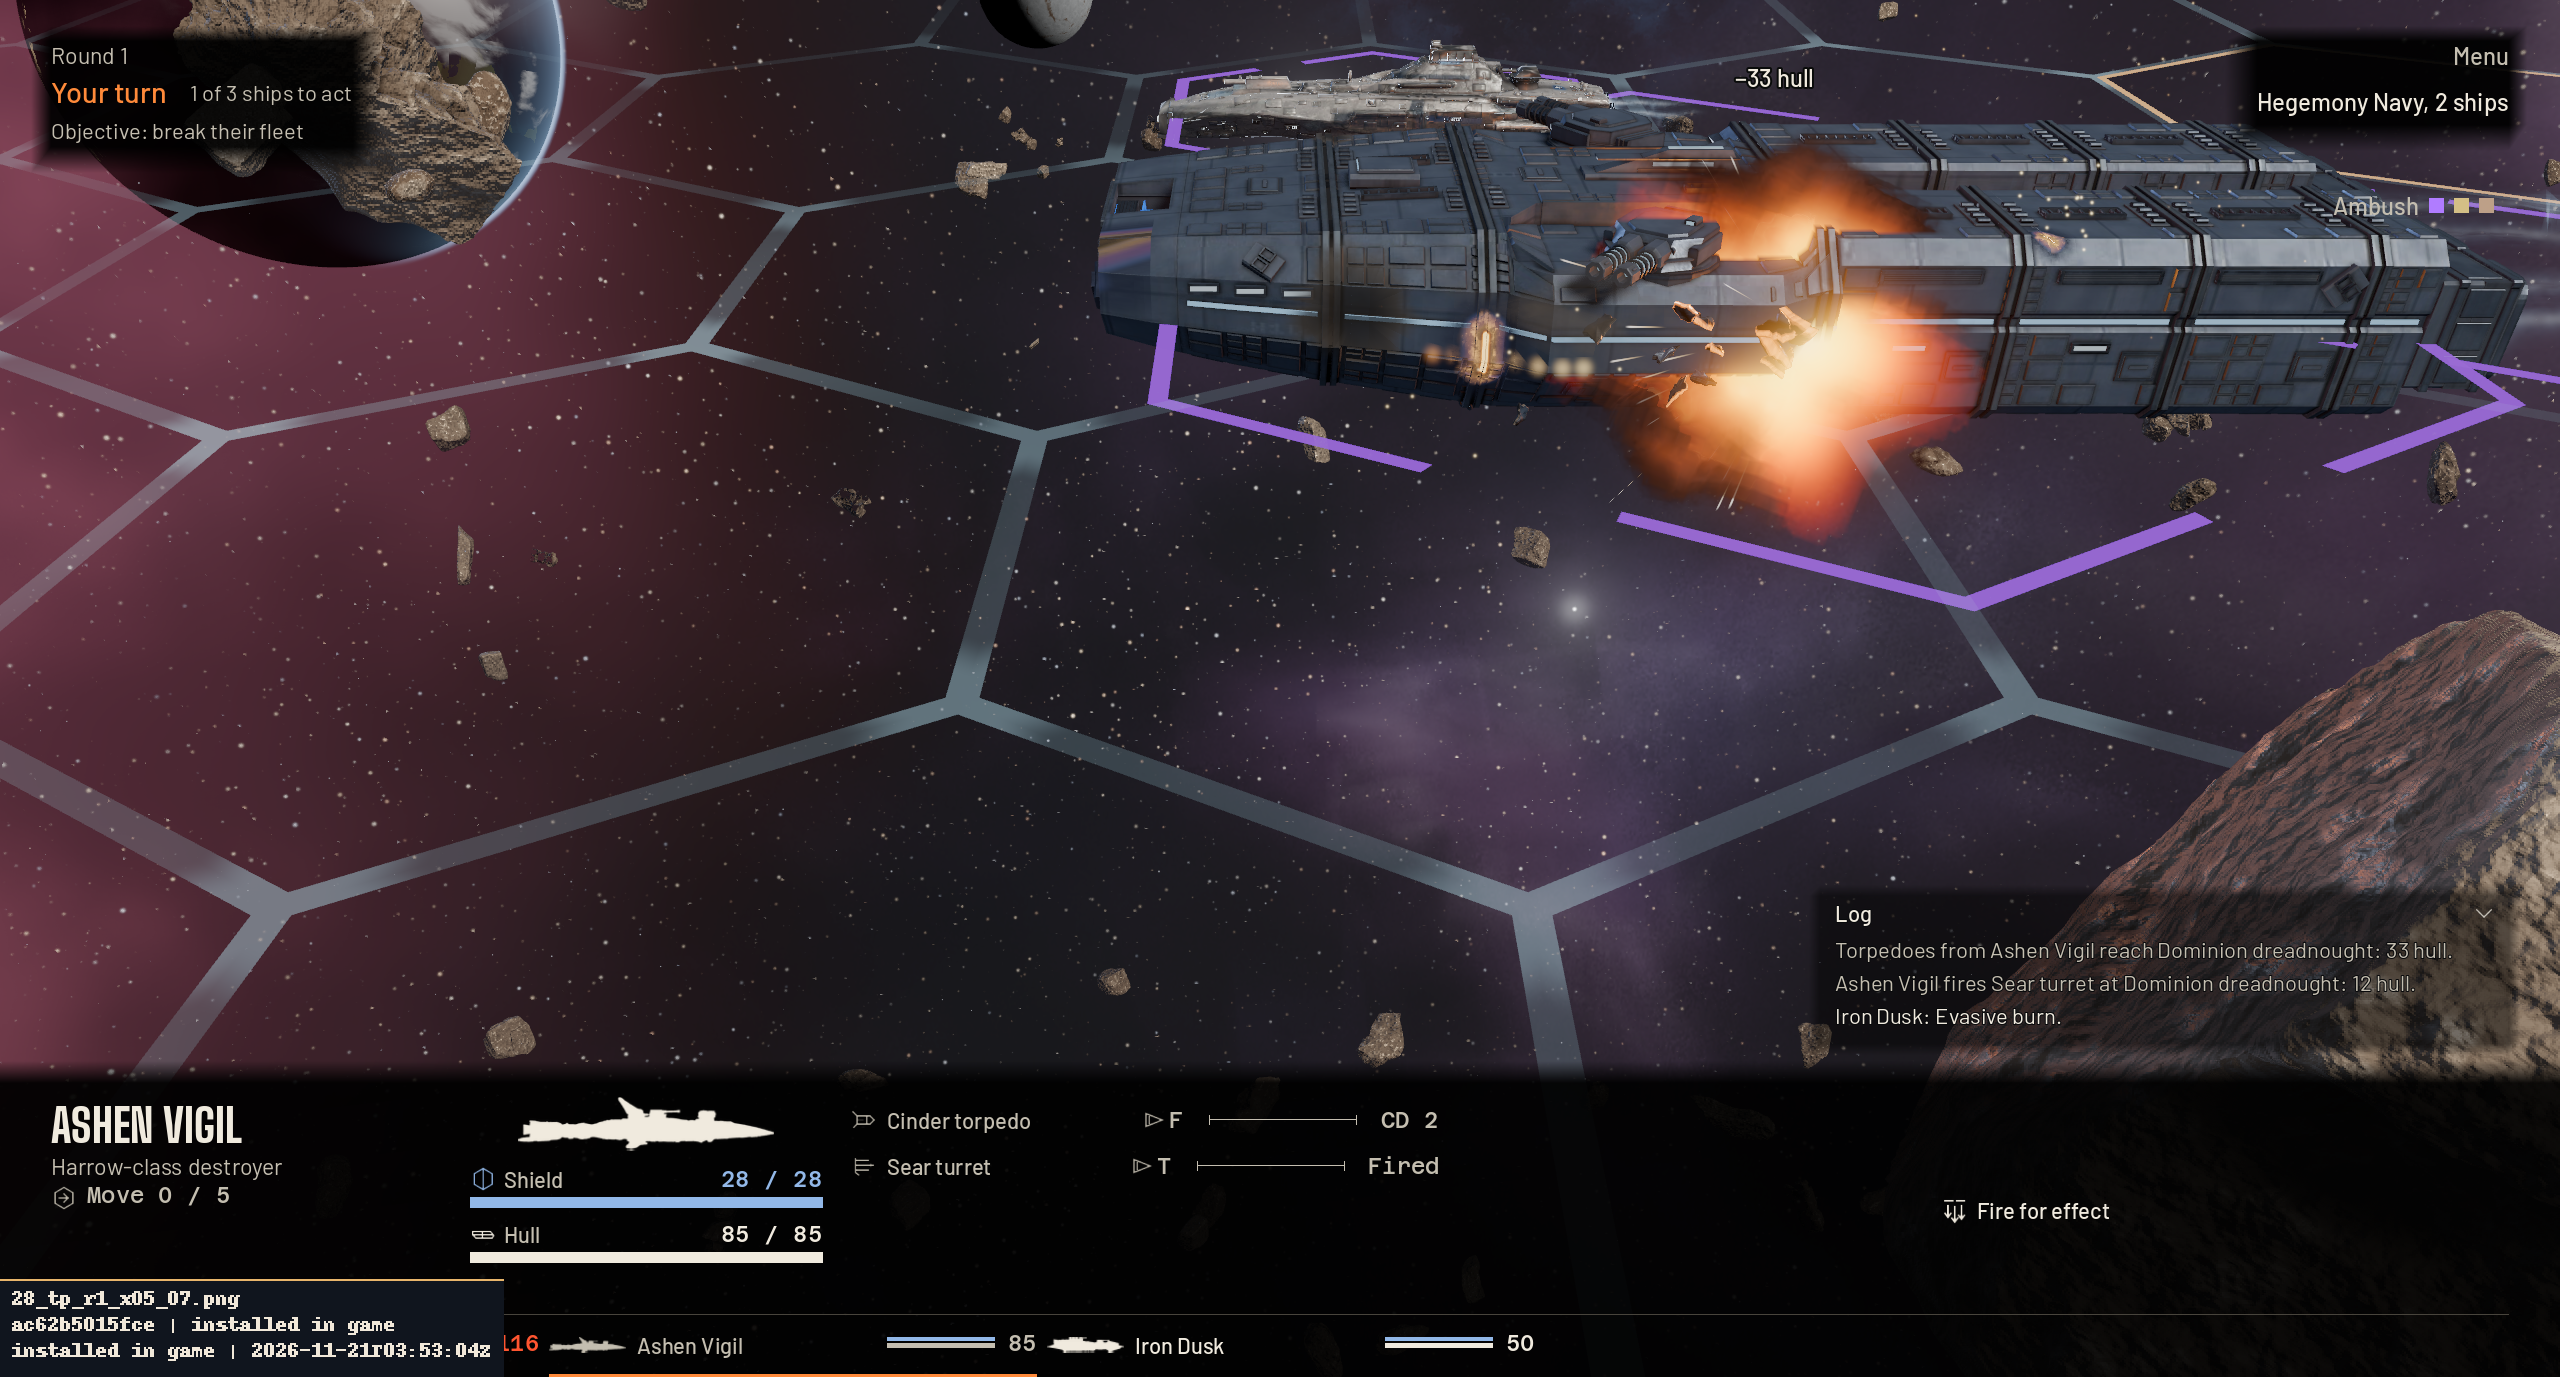 Round 1
Your turn 1 of 3 ships to act
Objective: break their fleet
Menu
Hegemony Navy, 2 ships
Ambush
−33 hull
Log
Torpedoes from Ashen Vigil reach Dominion dreadnought: 33 hull.
Ashen Vigil fires Sear turret at Dominion dreadnought: 12 hull.
Iron Dusk: Evasive burn.
ASHEN VIGIL
Harrow-class destroyer
Move 0 / 5
Shield 28 / 28
Hull 85 / 85
Cinder torpedo F CD 2
Sear turret T Fired
Fire for effect
28_tp_r1_x05_07.png
ac62b5015fce | installed in game
installed in game | 2026-11-21T03:53:04Z
116 Ashen Vigil 85 Iron Dusk 50